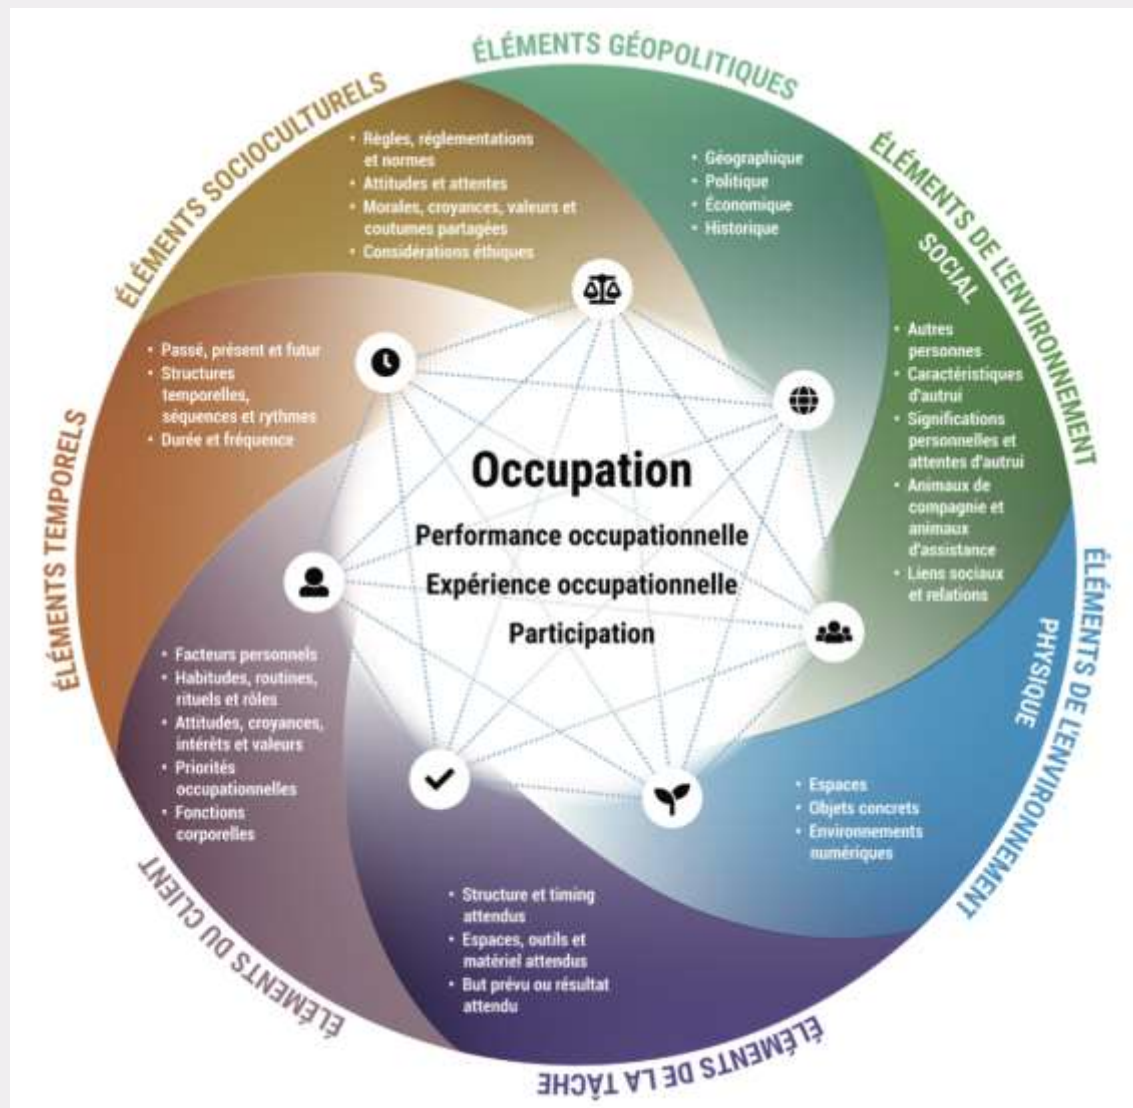 ÉLÉMENTS GÉOPOLITIQUES
• Géographique
• Politique
• Économique
• Historique
ÉLÉMENTS DE L'ENVIRONNEMENT
SOCIAL
• Autres
personnes
• Caractéristiques
d'autrui
• Significations
personnelles et
attentes d'autrui
• Animaux de
compagnie et
animaux
d'assistance
• Liens sociaux
et relations
ÉLÉMENTS DE L'ENVIRONNEMENT
PHYSIQUE
• Espaces
• Objets concrets
• Environnements
numériques
ÉLÉMENTS DE LA TÂCHE
• Structure et timing
attendus
• Espaces, outils et
matériel attendus
• But prévu ou résultat
attendu
ÉLÉMENTS DU CLIENT
• Facteurs personnels
• Habitudes, routines,
rituels et rôles
• Attitudes, croyances,
intérêts et valeurs
• Priorités
occupationnelles
• Fonctions
corporelles
ÉLÉMENTS TEMPORELS
• Passé, présent et futur
• Structures
temporelles,
séquences et rythmes
• Durée et fréquence
ÉLÉMENTS SOCIOCULTURELS
• Règles, réglementations
et normes
• Attitudes et attentes
• Morales, croyances, valeurs et
coutumes partagées
• Considérations éthiques
Occupation
Performance occupationnelle
Expérience occupationnelle
Participation